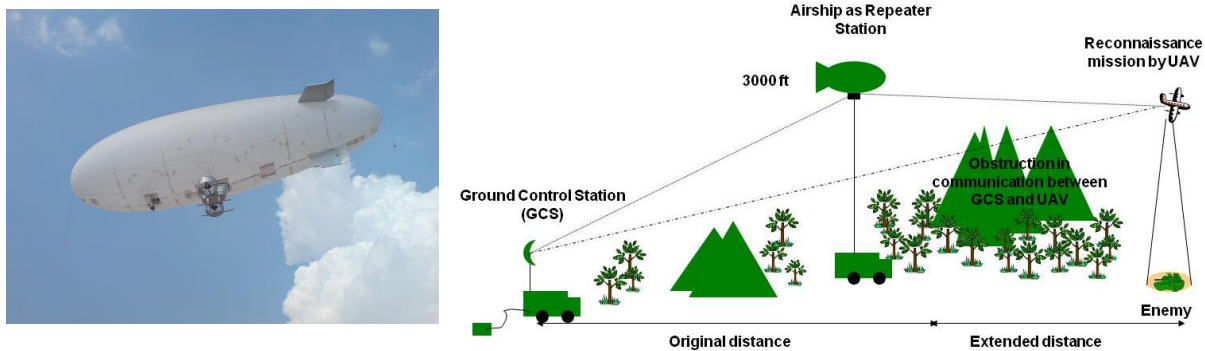 Airship as Repeater
Station
Reconnaissance
mission by UAV
3000 ft
Obstruction in
communication between
GCS and UAV
Ground Control Station
(GCS)
Enemy
Original distance
Extended distance